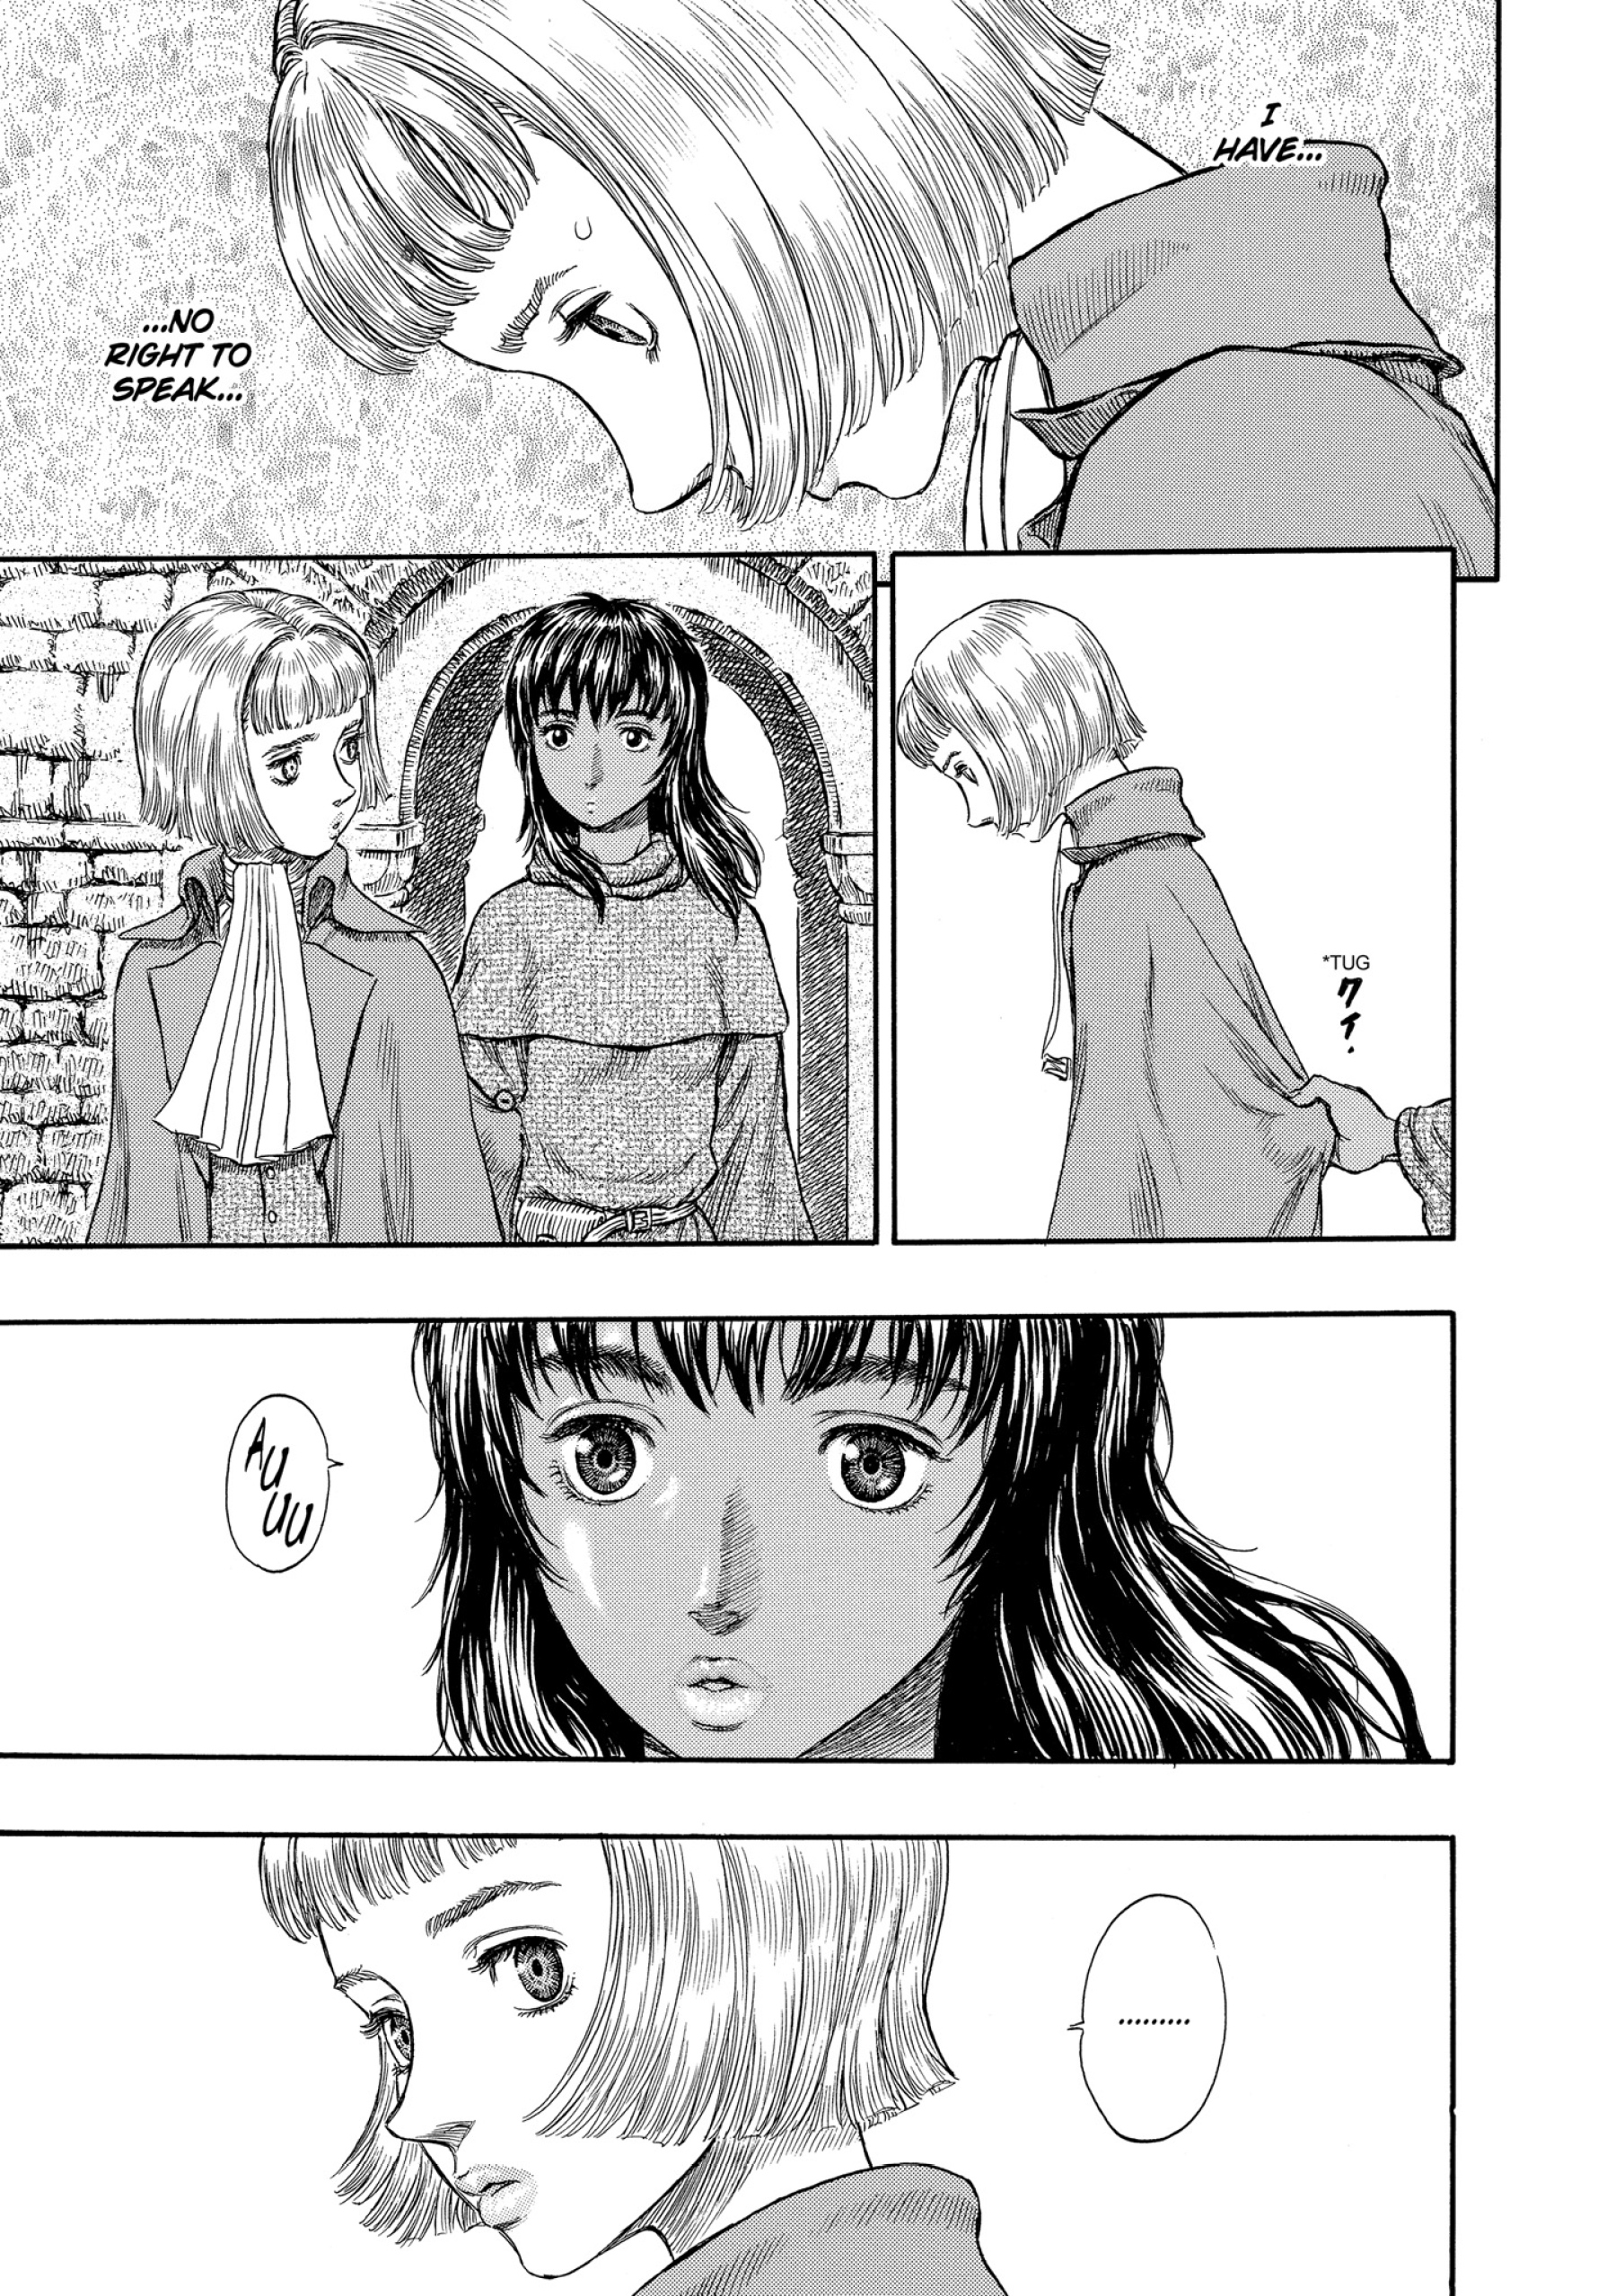 I
HAVE...
...NO
RIGHT TO
SPEAK...
*TUG
クイ.
AU
UU
.........